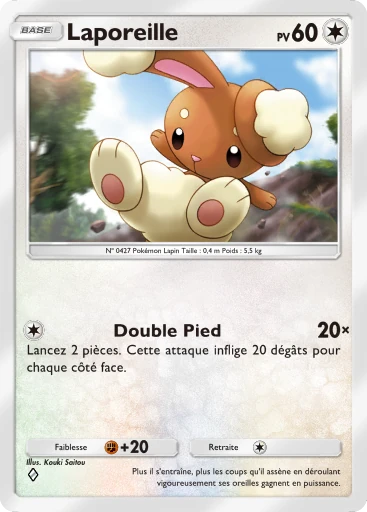 BASE Laporeille PV 60
N° 0427 Pokémon Lapin Taille : 0,4 m Poids : 5,5 kg
Double Pied 20×
Lancez 2 pièces. Cette attaque inflige 20 dégâts pour
chaque côté face.
Faiblesse +20 Retraite
Illus. Kouki Saitou
Plus il s'entraîne, plus les coups qu'il assène en déroulant
vigoureusement ses oreilles gagnent en puissance.